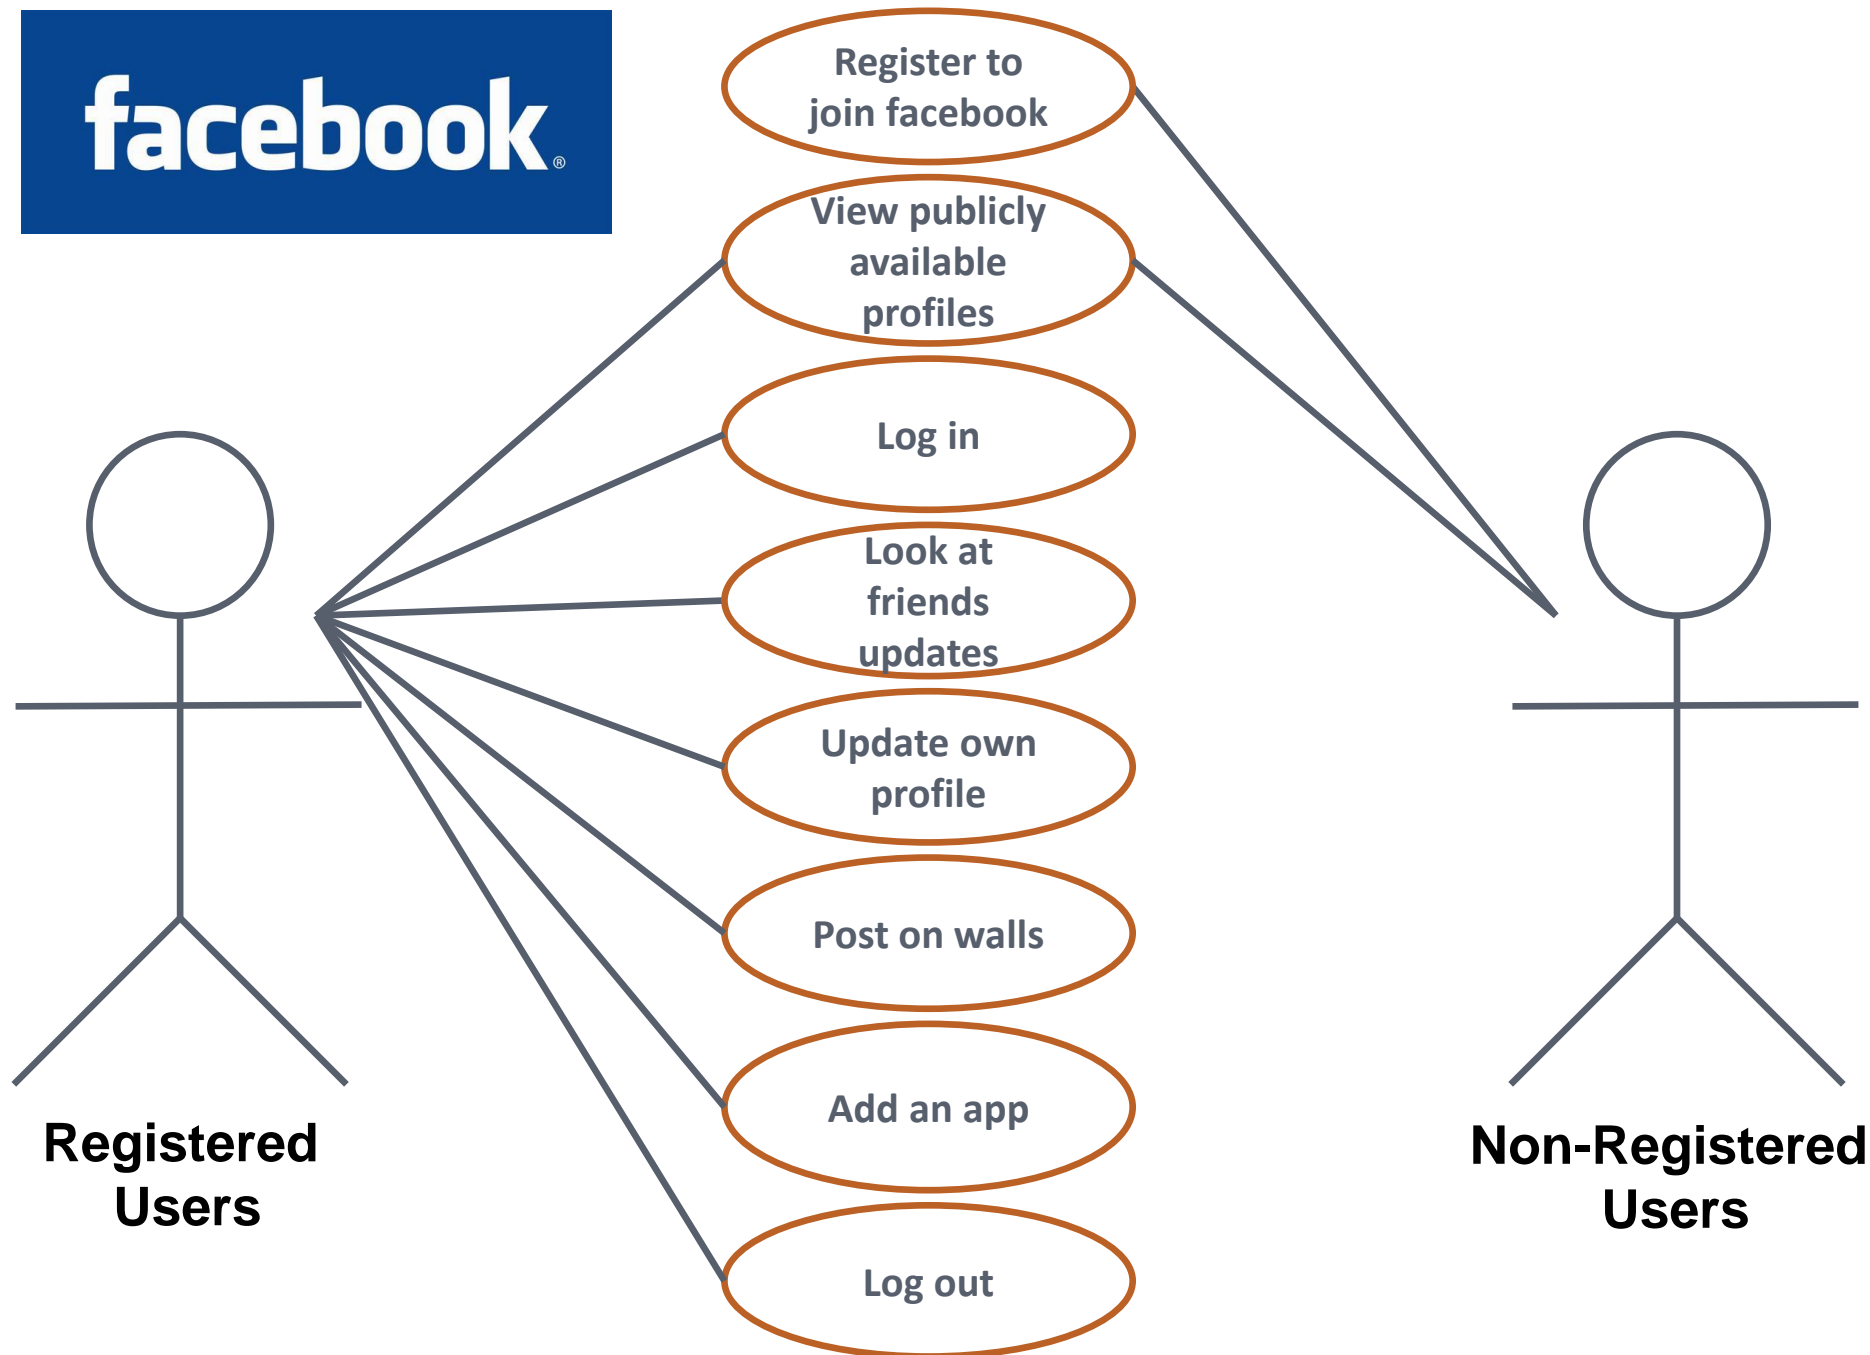 facebook®
Register to
join facebook
View publicly
available
profiles
Log in
Look at
friends
updates
Update own
profile
Post on walls
Add an app
Log out
Registered
Users
Non-Registered
Users